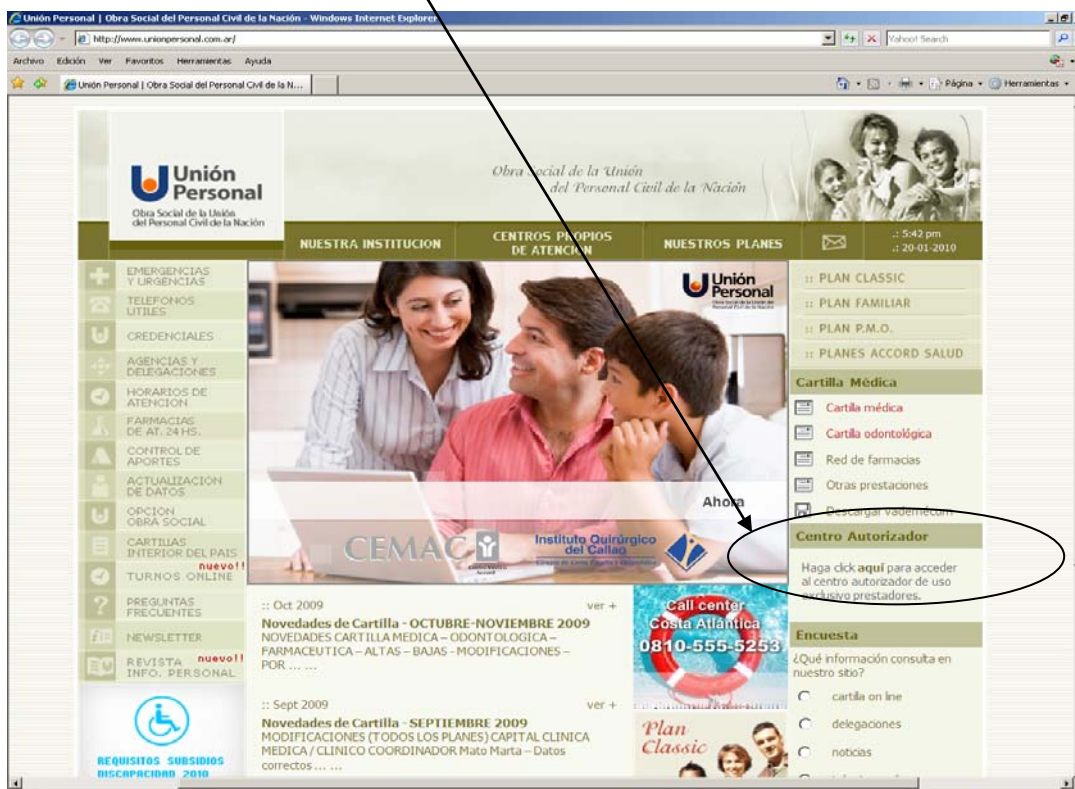 Unión Personal | Obra Social del Personal Civil de la Nación - Windows Internet Explorer
http://www.unionpersonal.com.ar/
Yahoo! Search
Archivo Edición Ver Favoritos Herramientas Ayuda
Unión Personal | Obra Social del Personal Civil de la N...
Página Herramientas
Unión
Personal
Obra Social de la Unión
del Personal Civil de la Nación
Obra Social de la Unión
del Personal Civil de la Nación
NUESTRA INSTITUCION
CENTROS PROPIOS
DE ATENCION
NUESTROS PLANES
.: 5:42 pm
.: 20-01-2010
EMERGENCIAS
Y URGENCIAS
TELEFONOS
UTILES
CREDENCIALES
AGENCIAS Y
DELEGACIONES
HORARIOS DE
ATENCION
FARMACIAS
DE AT. 24 HS.
CONTROL DE
APORTES
ACTUALIZACION
DE DATOS
OPCION
OBRA SOCIAL
CARTILLAS
INTERIOR DEL PAIS
nuevo!!
TURNOS ONLINE
PREGUNTAS
FRECUENTES
NEWSLETTER
REVISTA nuevo!!
INFO. PERSONAL
REQUISITOS SUBSIDIOS
DISCAPACIDAD 2010
Unión
Personal
Ahora
CEMAC
Instituto Quirúrgico
del Callao
:: Oct 2009 ver +
Novedades de Cartilla - OCTUBRE-NOVIEMBRE 2009
NOVEDADES CARTILLA MEDICA – ODONTOLOGICA –
FARMACEUTICA – ALTAS – BAJAS - MODIFICACIONES –
POR ... ...
:: Sept 2009 ver +
Novedades de Cartilla - SEPTIEMBRE 2009
MODIFICACIONES (TODOS LOS PLANES) CAPITAL CLINICA
MEDICA / CLINICO COORDINADOR Mato Marta – Datos
correctos ... ...
Call center
Costa Atlántica
0810-555-5253
Plan
Classic
:: PLAN CLASSIC
:: PLAN FAMILIAR
:: PLAN P.M.O.
:: PLANES ACCORD SALUD
Cartilla Médica
Cartilla médica
Cartilla odontológica
Red de farmacias
Otras prestaciones
Descargar vademécum
Centro Autorizador
Haga click aquí para acceder
al centro autorizador de uso
exclusivo prestadores.
Encuesta
¿Qué información consulta en
nuestro sitio?
cartilla on line
delegaciones
noticias